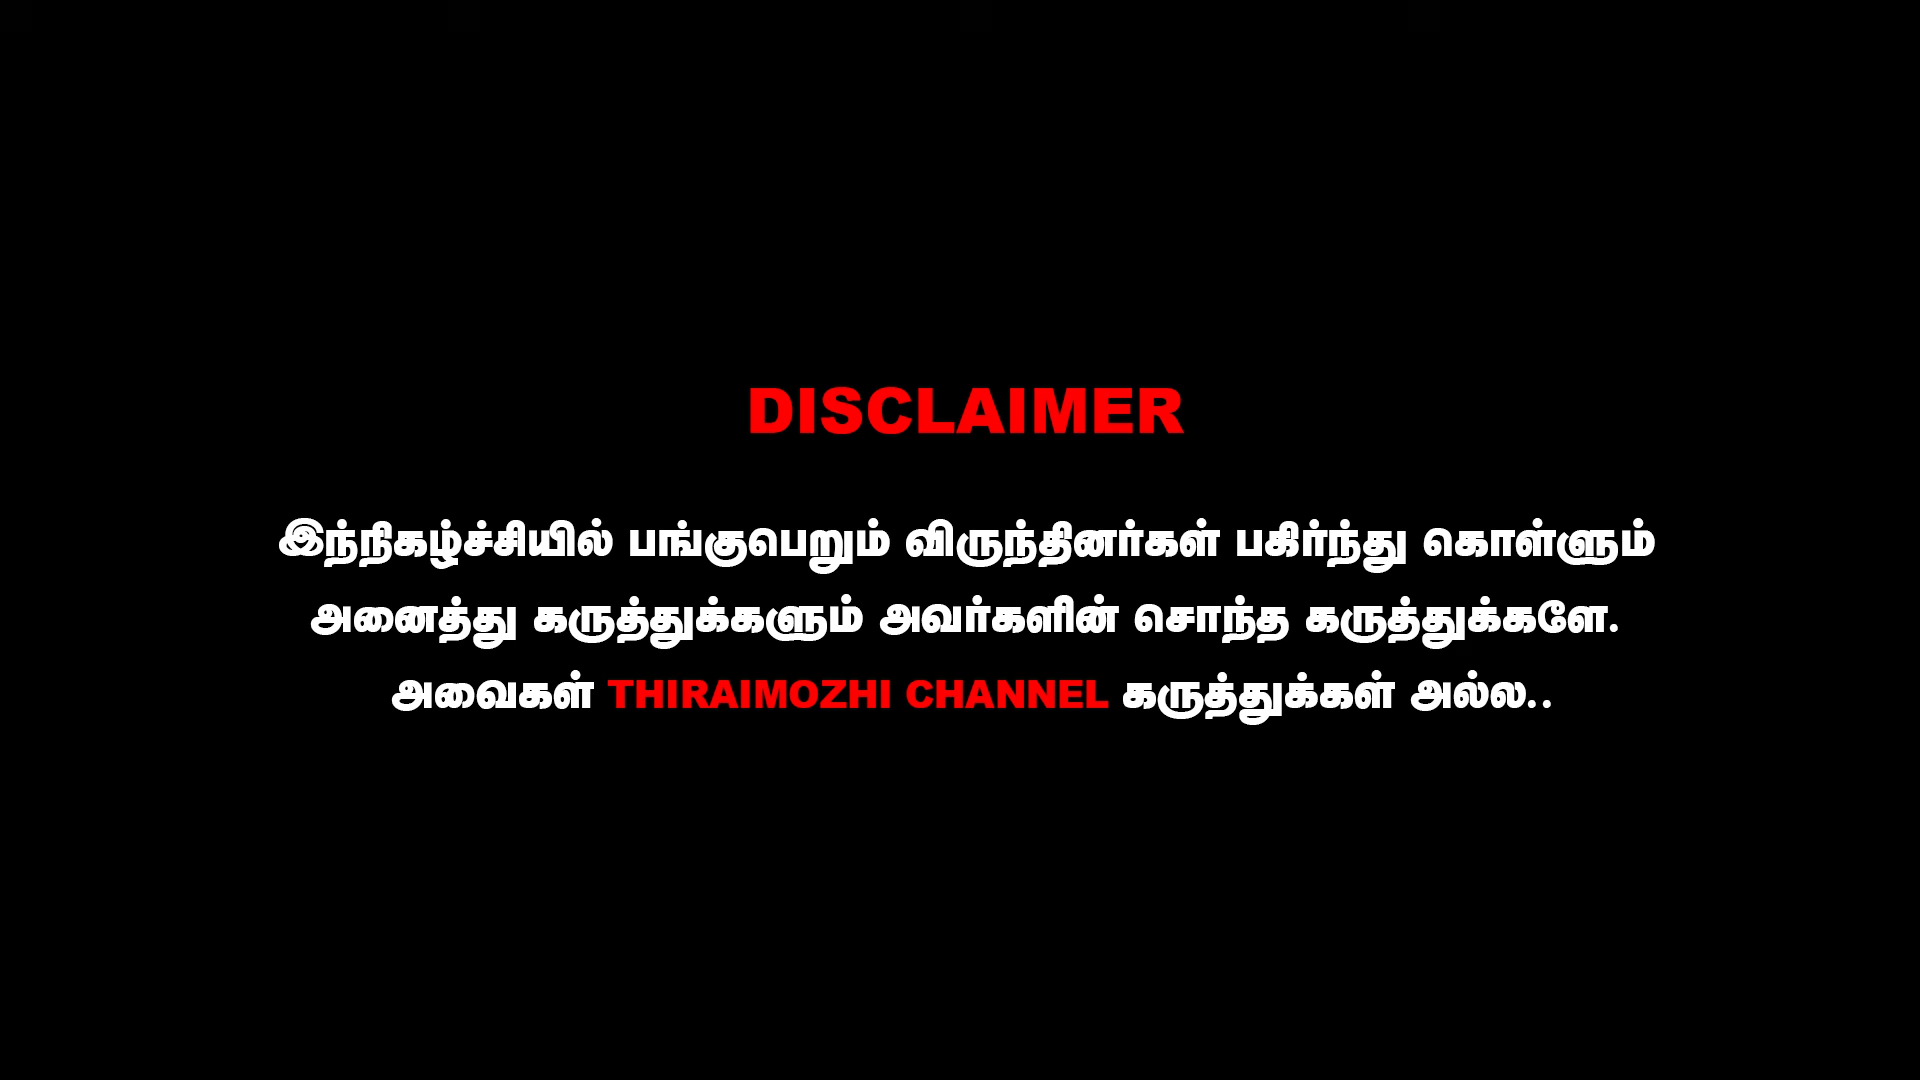 DISCLAIMER
இந்நிகழ்ச்சியில் பங்குபெறும் விருந்தினர்கள் பகிர்ந்து கொள்ளும்
அனைத்து கருத்துக்களும் அவர்களின் சொந்த கருத்துக்களே.
அவைகள் THIRAIMOZHI CHANNEL கருத்துக்கள் அல்ல..